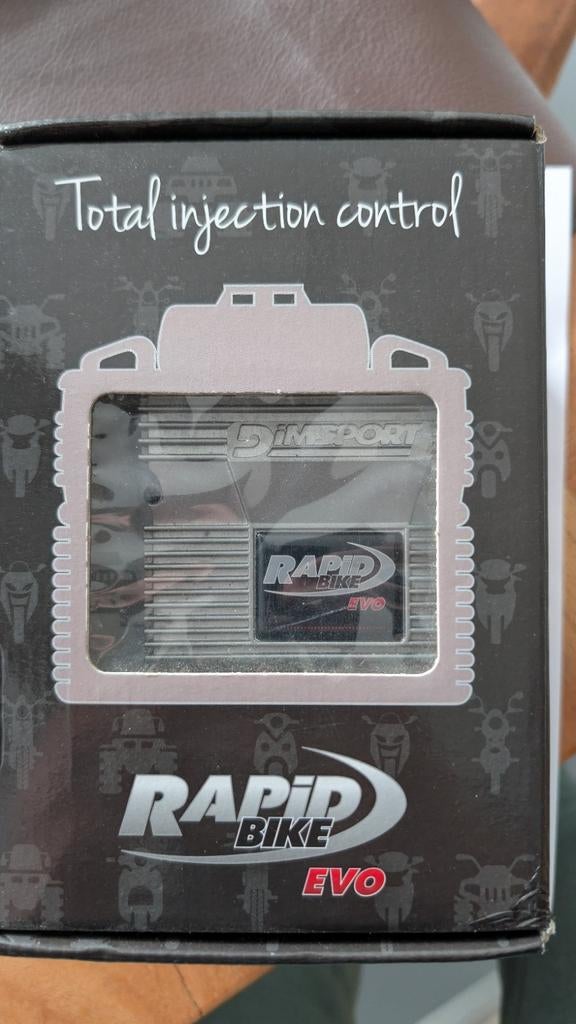 Total injection control
DiMSPORT
RAPiD
BIKE
EVO
RAPiD
BIKE
EVO